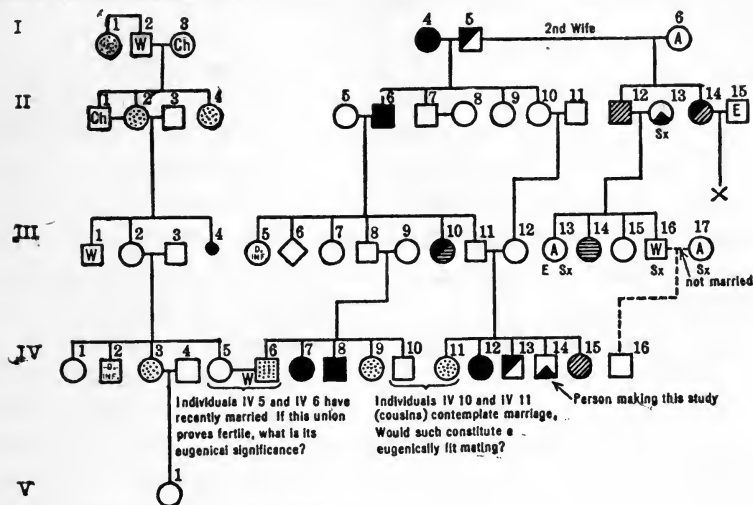 I
1 2 3 4 5 6
W Ch 2nd Wife A
II
1 2 3 4 5 6 7 8 9 10 11 12 13 14 15
Ch E
Sx
X
III
1 2 3 4 5 6 7 8 9 10 11 12 13 14 15 16 17
W D. INF A W A
E Sx Sx Sx
not married
IV
1 2 3 4 5 6 7 8 9 10 11 12 13 14 15 16
D. INF W
Individuals IV 5 and IV 6 have
recently married If this union
proves fertile, what is its
eugenical significance?
Individuals IV 10 and IV 11
(cousins) contemplate marriage,
Would such constitute a
eugenically fit mating?
Person making this study
V
1